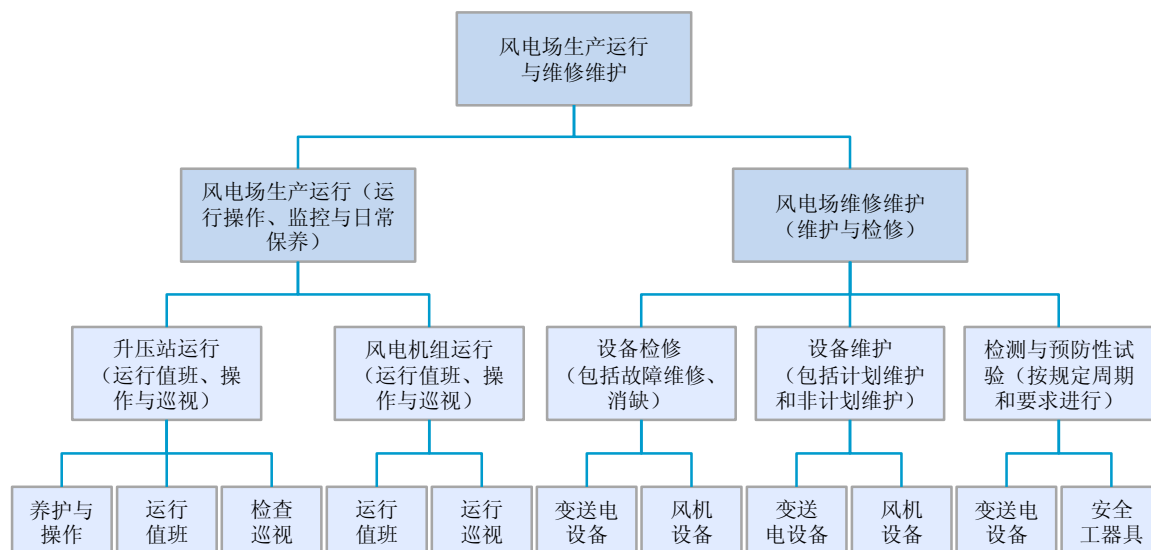 风电场生产运行
与维修维护
风电场生产运行（运
行操作、监控与日常
保养）
风电场维修维护
（维护与检修）
升压站运行
（运行值班、操
作与巡视）
风电机组运行
（运行值班、操
作与巡视）
设备检修
（包括故障维修、
消缺）
设备维护
（包括计划维护
和非计划维护）
检测与预防性试
验（按规定周期
和要求进行）
养护与
操作
运行
值班
检查
巡视
运行
值班
运行
巡视
变送电
设备
风机
设备
变送
电设备
风机
设备
变送电
设备
安全
工器具